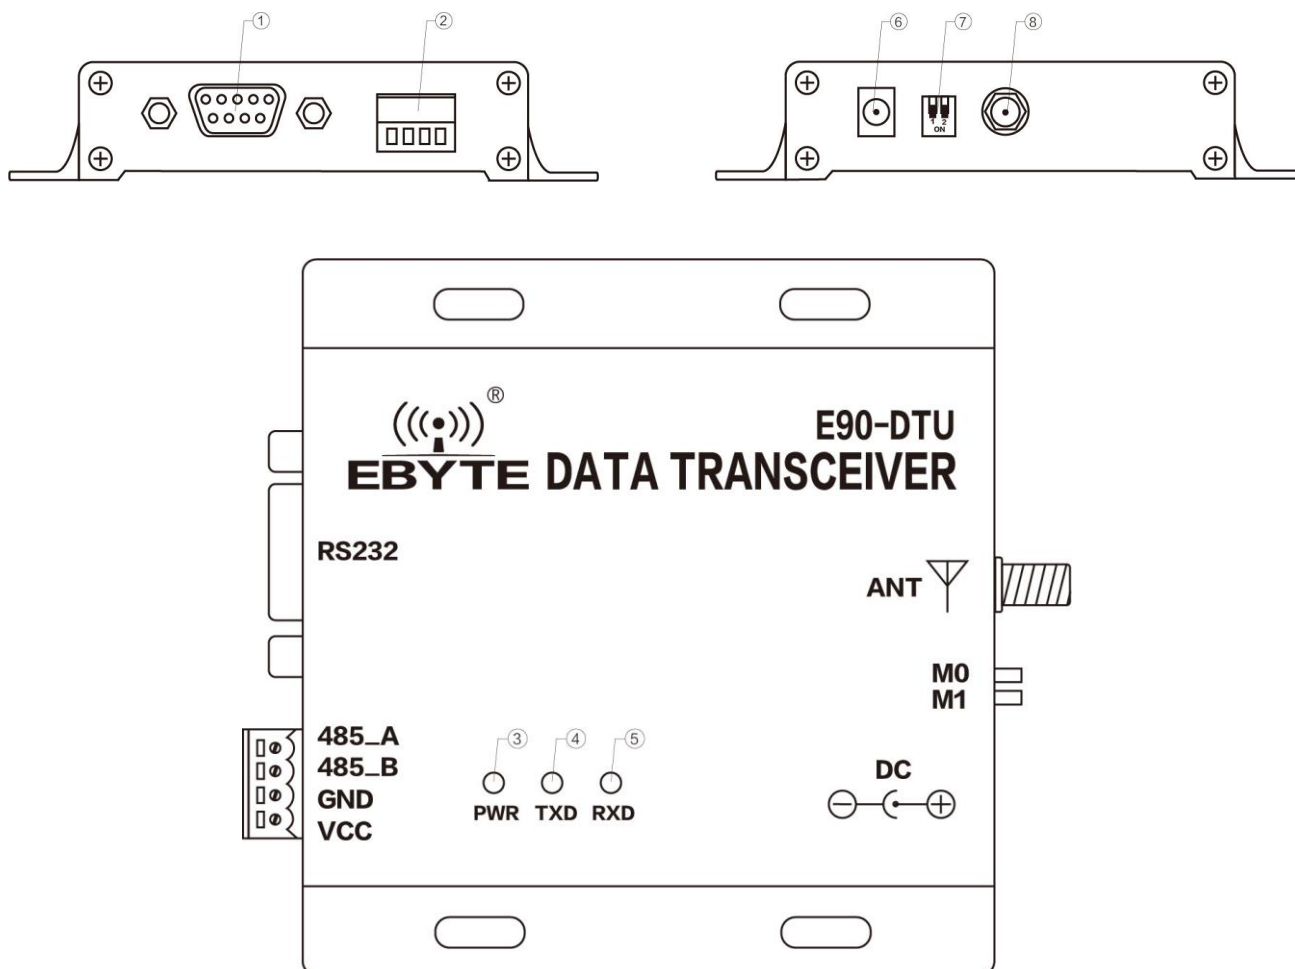 ① ② ⑥ ⑦ ⑧
1 2
ON
®
E90-DTU
EBYTE DATA TRANSCEIVER
RS232
ANT
M0
M1
485_A
485_B
GND
VCC
③ ④ ⑤
PWR TXD RXD
DC